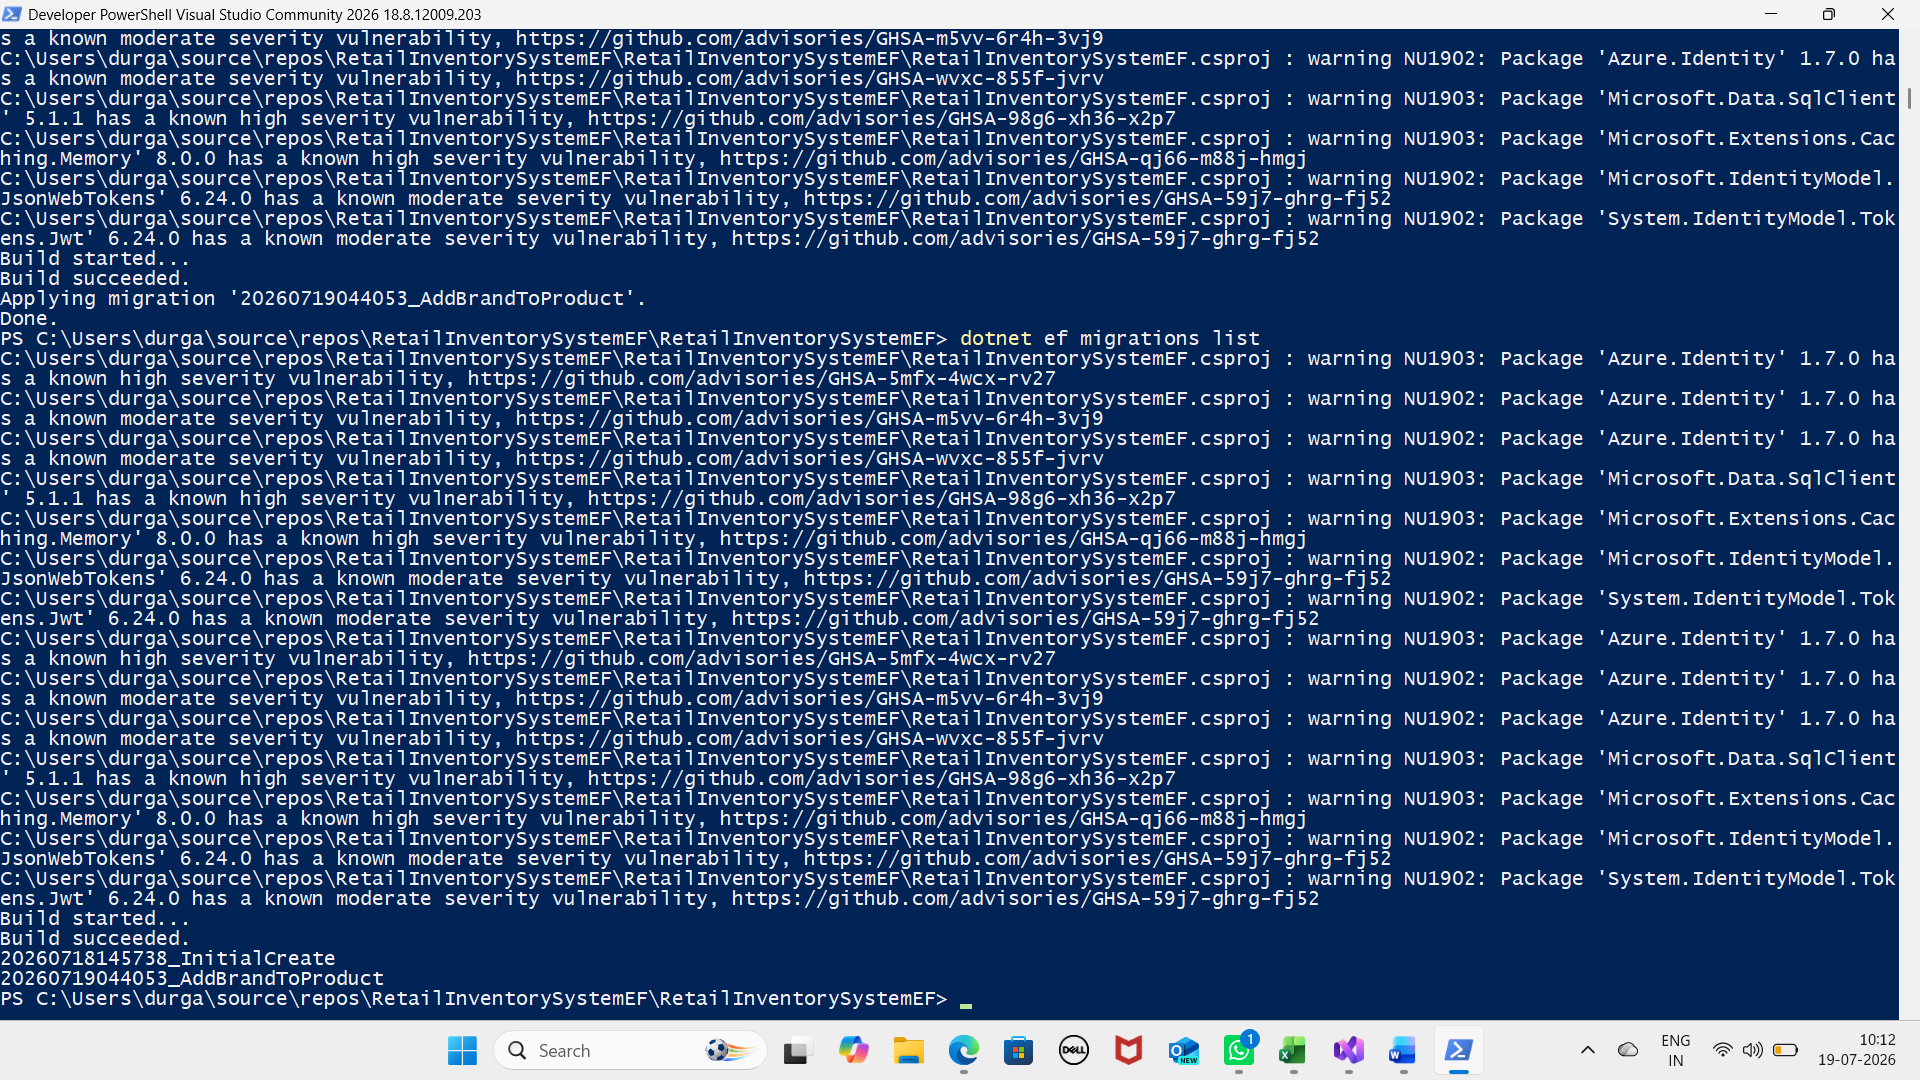 Developer PowerShell Visual Studio Community 2026 18.8.12009.203
s a known moderate severity vulnerability, https://github.com/advisories/GHSA-m5vv-6r4h-3vj9
C:\Users\durga\source\repos\RetailInventorySystemEF\RetailInventorySystemEF\RetailInventorySystemEF.csproj : warning NU1902: Package 'Azure.Identity' 1.7.0 ha
s a known moderate severity vulnerability, https://github.com/advisories/GHSA-wvxc-855f-jvrv
C:\Users\durga\source\repos\RetailInventorySystemEF\RetailInventorySystemEF\RetailInventorySystemEF.csproj : warning NU1903: Package 'Microsoft.Data.SqlClient
' 5.1.1 has a known high severity vulnerability, https://github.com/advisories/GHSA-98g6-xh36-x2p7
C:\Users\durga\source\repos\RetailInventorySystemEF\RetailInventorySystemEF\RetailInventorySystemEF.csproj : warning NU1903: Package 'Microsoft.Extensions.Cac
hing.Memory' 8.0.0 has a known high severity vulnerability, https://github.com/advisories/GHSA-qj66-m88j-hmgj
C:\Users\durga\source\repos\RetailInventorySystemEF\RetailInventorySystemEF\RetailInventorySystemEF.csproj : warning NU1902: Package 'Microsoft.IdentityModel.
JsonWebTokens' 6.24.0 has a known moderate severity vulnerability, https://github.com/advisories/GHSA-59j7-ghrg-fj52
C:\Users\durga\source\repos\RetailInventorySystemEF\RetailInventorySystemEF\RetailInventorySystemEF.csproj : warning NU1902: Package 'System.IdentityModel.Tok
ens.Jwt' 6.24.0 has a known moderate severity vulnerability, https://github.com/advisories/GHSA-59j7-ghrg-fj52
Build started...
Build succeeded.
Applying migration '20260719044053_AddBrandToProduct'.
Done.
PS C:\Users\durga\source\repos\RetailInventorySystemEF\RetailInventorySystemEF> dotnet ef migrations list
C:\Users\durga\source\repos\RetailInventorySystemEF\RetailInventorySystemEF\RetailInventorySystemEF.csproj : warning NU1903: Package 'Azure.Identity' 1.7.0 ha
s a known high severity vulnerability, https://github.com/advisories/GHSA-5mfx-4wcx-rv27
C:\Users\durga\source\repos\RetailInventorySystemEF\RetailInventorySystemEF\RetailInventorySystemEF.csproj : warning NU1902: Package 'Azure.Identity' 1.7.0 ha
s a known moderate severity vulnerability, https://github.com/advisories/GHSA-m5vv-6r4h-3vj9
C:\Users\durga\source\repos\RetailInventorySystemEF\RetailInventorySystemEF\RetailInventorySystemEF.csproj : warning NU1902: Package 'Azure.Identity' 1.7.0 ha
s a known moderate severity vulnerability, https://github.com/advisories/GHSA-wvxc-855f-jvrv
C:\Users\durga\source\repos\RetailInventorySystemEF\RetailInventorySystemEF\RetailInventorySystemEF.csproj : warning NU1903: Package 'Microsoft.Data.SqlClient
' 5.1.1 has a known high severity vulnerability, https://github.com/advisories/GHSA-98g6-xh36-x2p7
C:\Users\durga\source\repos\RetailInventorySystemEF\RetailInventorySystemEF\RetailInventorySystemEF.csproj : warning NU1903: Package 'Microsoft.Extensions.Cac
hing.Memory' 8.0.0 has a known high severity vulnerability, https://github.com/advisories/GHSA-qj66-m88j-hmgj
C:\Users\durga\source\repos\RetailInventorySystemEF\RetailInventorySystemEF\RetailInventorySystemEF.csproj : warning NU1902: Package 'Microsoft.IdentityModel.
JsonWebTokens' 6.24.0 has a known moderate severity vulnerability, https://github.com/advisories/GHSA-59j7-ghrg-fj52
C:\Users\durga\source\repos\RetailInventorySystemEF\RetailInventorySystemEF\RetailInventorySystemEF.csproj : warning NU1902: Package 'System.IdentityModel.Tok
ens.Jwt' 6.24.0 has a known moderate severity vulnerability, https://github.com/advisories/GHSA-59j7-ghrg-fj52
C:\Users\durga\source\repos\RetailInventorySystemEF\RetailInventorySystemEF\RetailInventorySystemEF.csproj : warning NU1903: Package 'Azure.Identity' 1.7.0 ha
s a known high severity vulnerability, https://github.com/advisories/GHSA-5mfx-4wcx-rv27
C:\Users\durga\source\repos\RetailInventorySystemEF\RetailInventorySystemEF\RetailInventorySystemEF.csproj : warning NU1902: Package 'Azure.Identity' 1.7.0 ha
s a known moderate severity vulnerability, https://github.com/advisories/GHSA-m5vv-6r4h-3vj9
C:\Users\durga\source\repos\RetailInventorySystemEF\RetailInventorySystemEF\RetailInventorySystemEF.csproj : warning NU1902: Package 'Azure.Identity' 1.7.0 ha
s a known moderate severity vulnerability, https://github.com/advisories/GHSA-wvxc-855f-jvrv
C:\Users\durga\source\repos\RetailInventorySystemEF\RetailInventorySystemEF\RetailInventorySystemEF.csproj : warning NU1903: Package 'Microsoft.Data.SqlClient
' 5.1.1 has a known high severity vulnerability, https://github.com/advisories/GHSA-98g6-xh36-x2p7
C:\Users\durga\source\repos\RetailInventorySystemEF\RetailInventorySystemEF\RetailInventorySystemEF.csproj : warning NU1903: Package 'Microsoft.Extensions.Cac
hing.Memory' 8.0.0 has a known high severity vulnerability, https://github.com/advisories/GHSA-qj66-m88j-hmgj
C:\Users\durga\source\repos\RetailInventorySystemEF\RetailInventorySystemEF\RetailInventorySystemEF.csproj : warning NU1902: Package 'Microsoft.IdentityModel.
JsonWebTokens' 6.24.0 has a known moderate severity vulnerability, https://github.com/advisories/GHSA-59j7-ghrg-fj52
C:\Users\durga\source\repos\RetailInventorySystemEF\RetailInventorySystemEF\RetailInventorySystemEF.csproj : warning NU1902: Package 'System.IdentityModel.Tok
ens.Jwt' 6.24.0 has a known moderate severity vulnerability, https://github.com/advisories/GHSA-59j7-ghrg-fj52
Build started...
Build succeeded.
20260718145738_InitialCreate
20260719044053_AddBrandToProduct
PS C:\Users\durga\source\repos\RetailInventorySystemEF\RetailInventorySystemEF>
Search
DELL
NEW
1
ENG
IN
10:12
19-07-2026